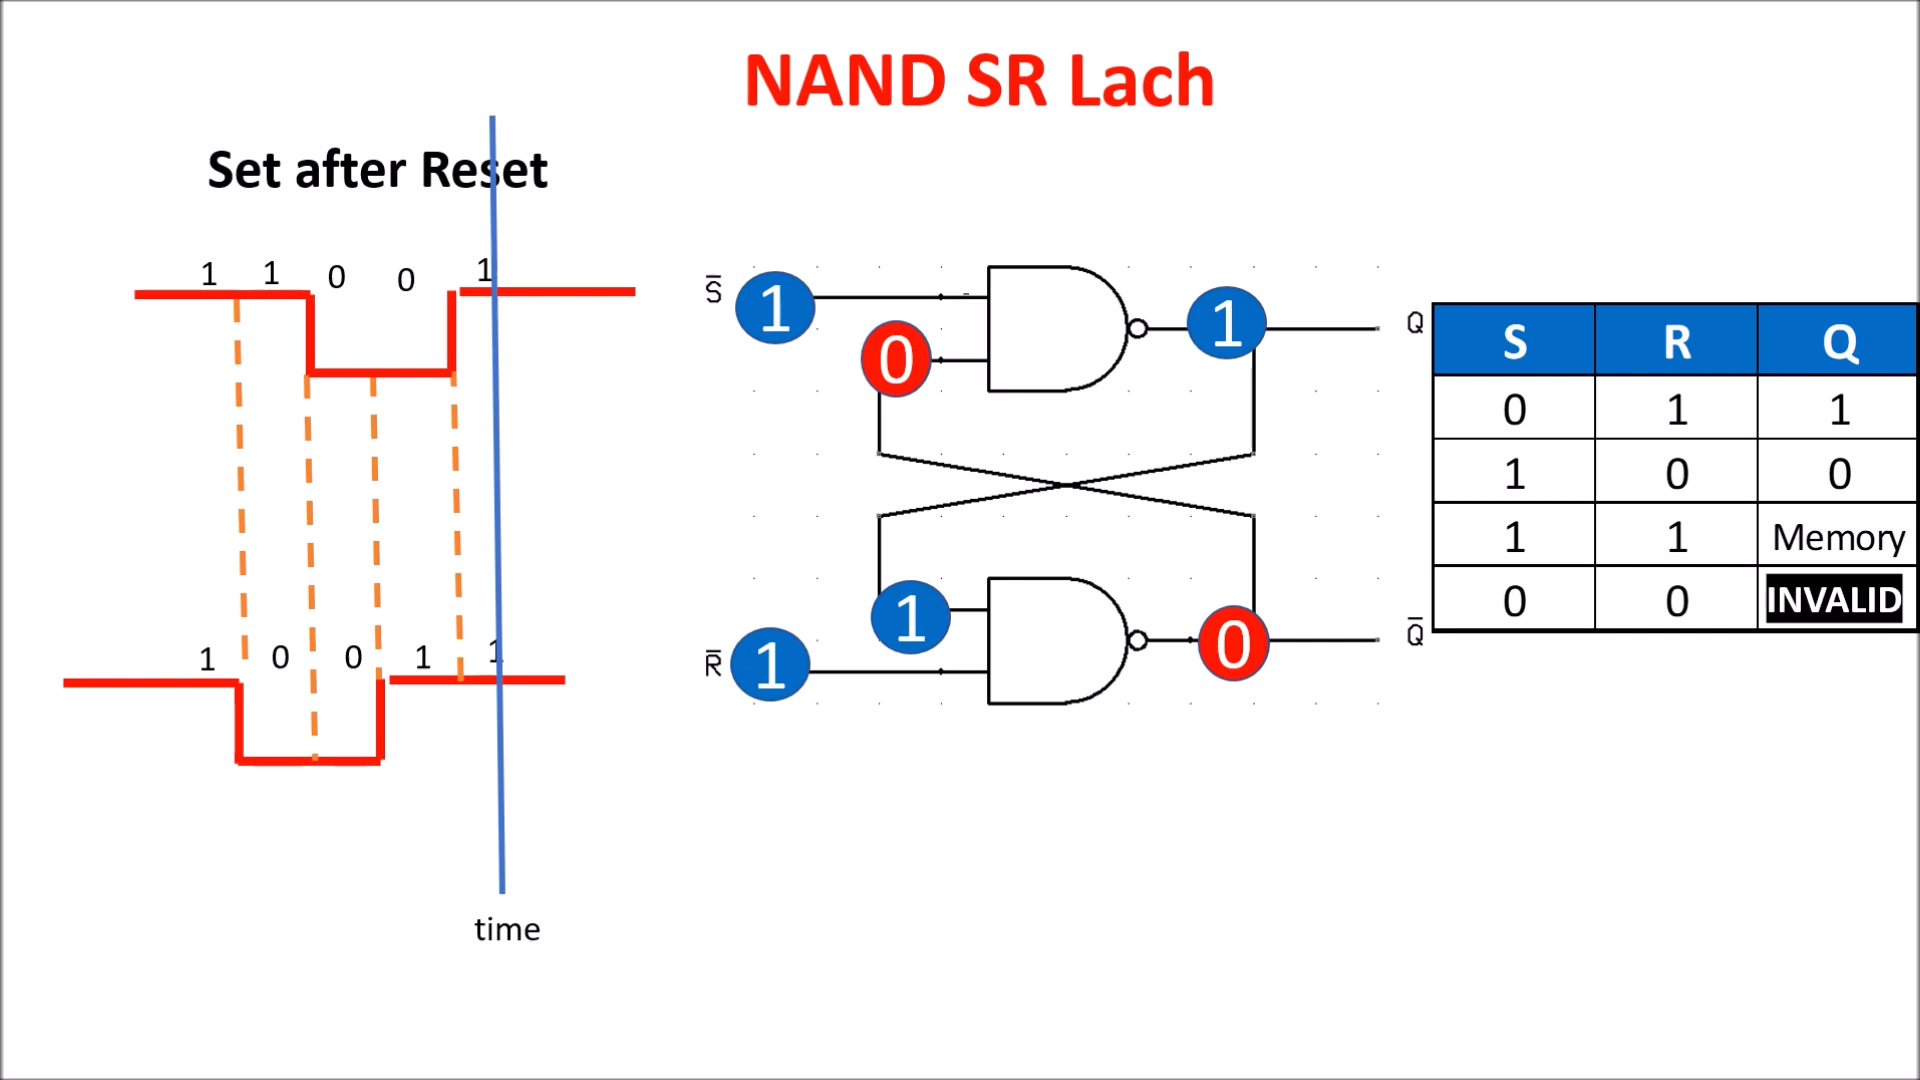 NAND SR Lach
Set after Reset
1 1 0 0 1
1 0 0 1 1
time
S̅ 1 0 1 Q
R̅ 1 1 0 Q̅
S R Q
0 1 1
1 0 0
1 1 Memory
0 0 INVALID